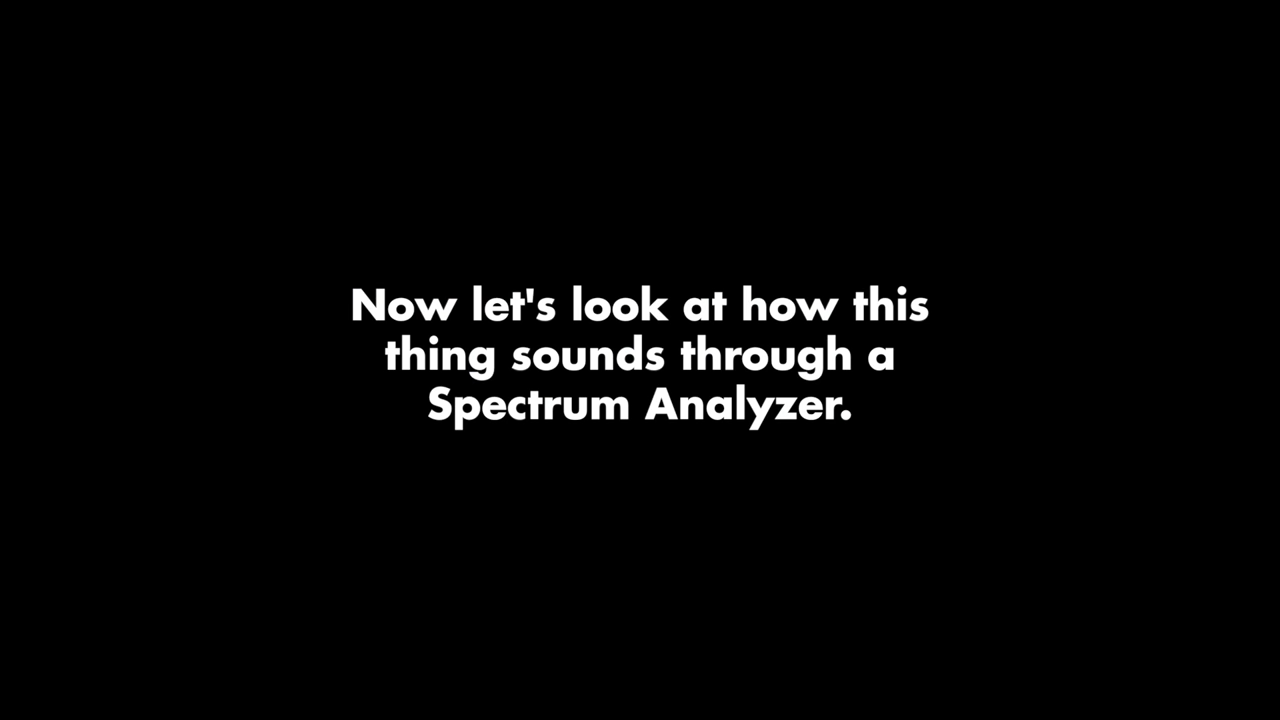 Now let's look at how this
thing sounds through a
Spectrum Analyzer.